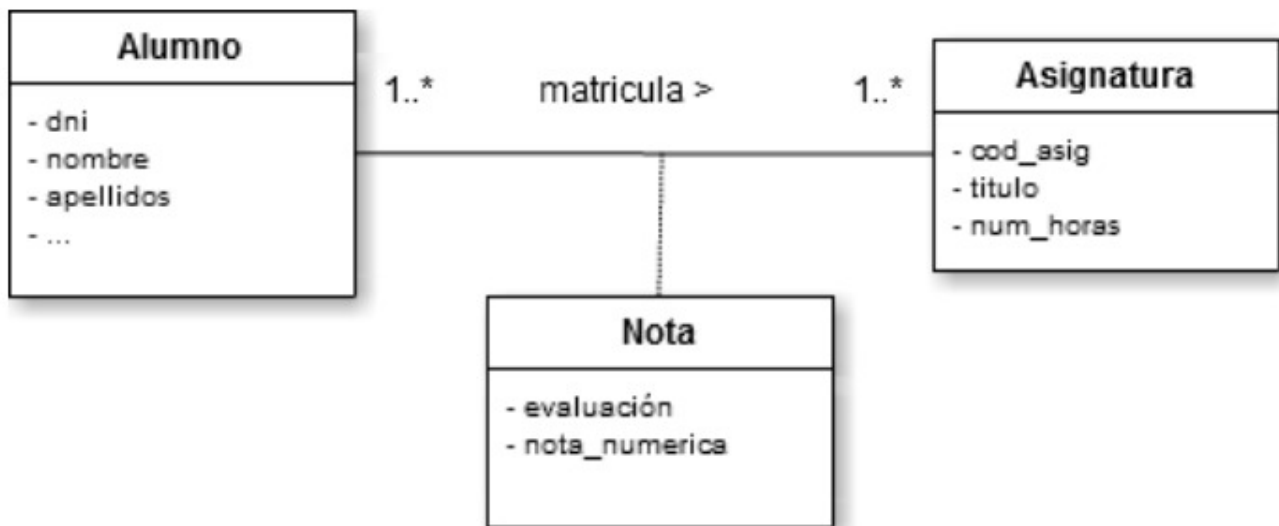 Alumno
- dni
- nombre
- apellidos
- ...
1..* matricula > 1..*
Asignatura
- cod_asig
- titulo
- num_horas
Nota
- evaluación
- nota_numerica